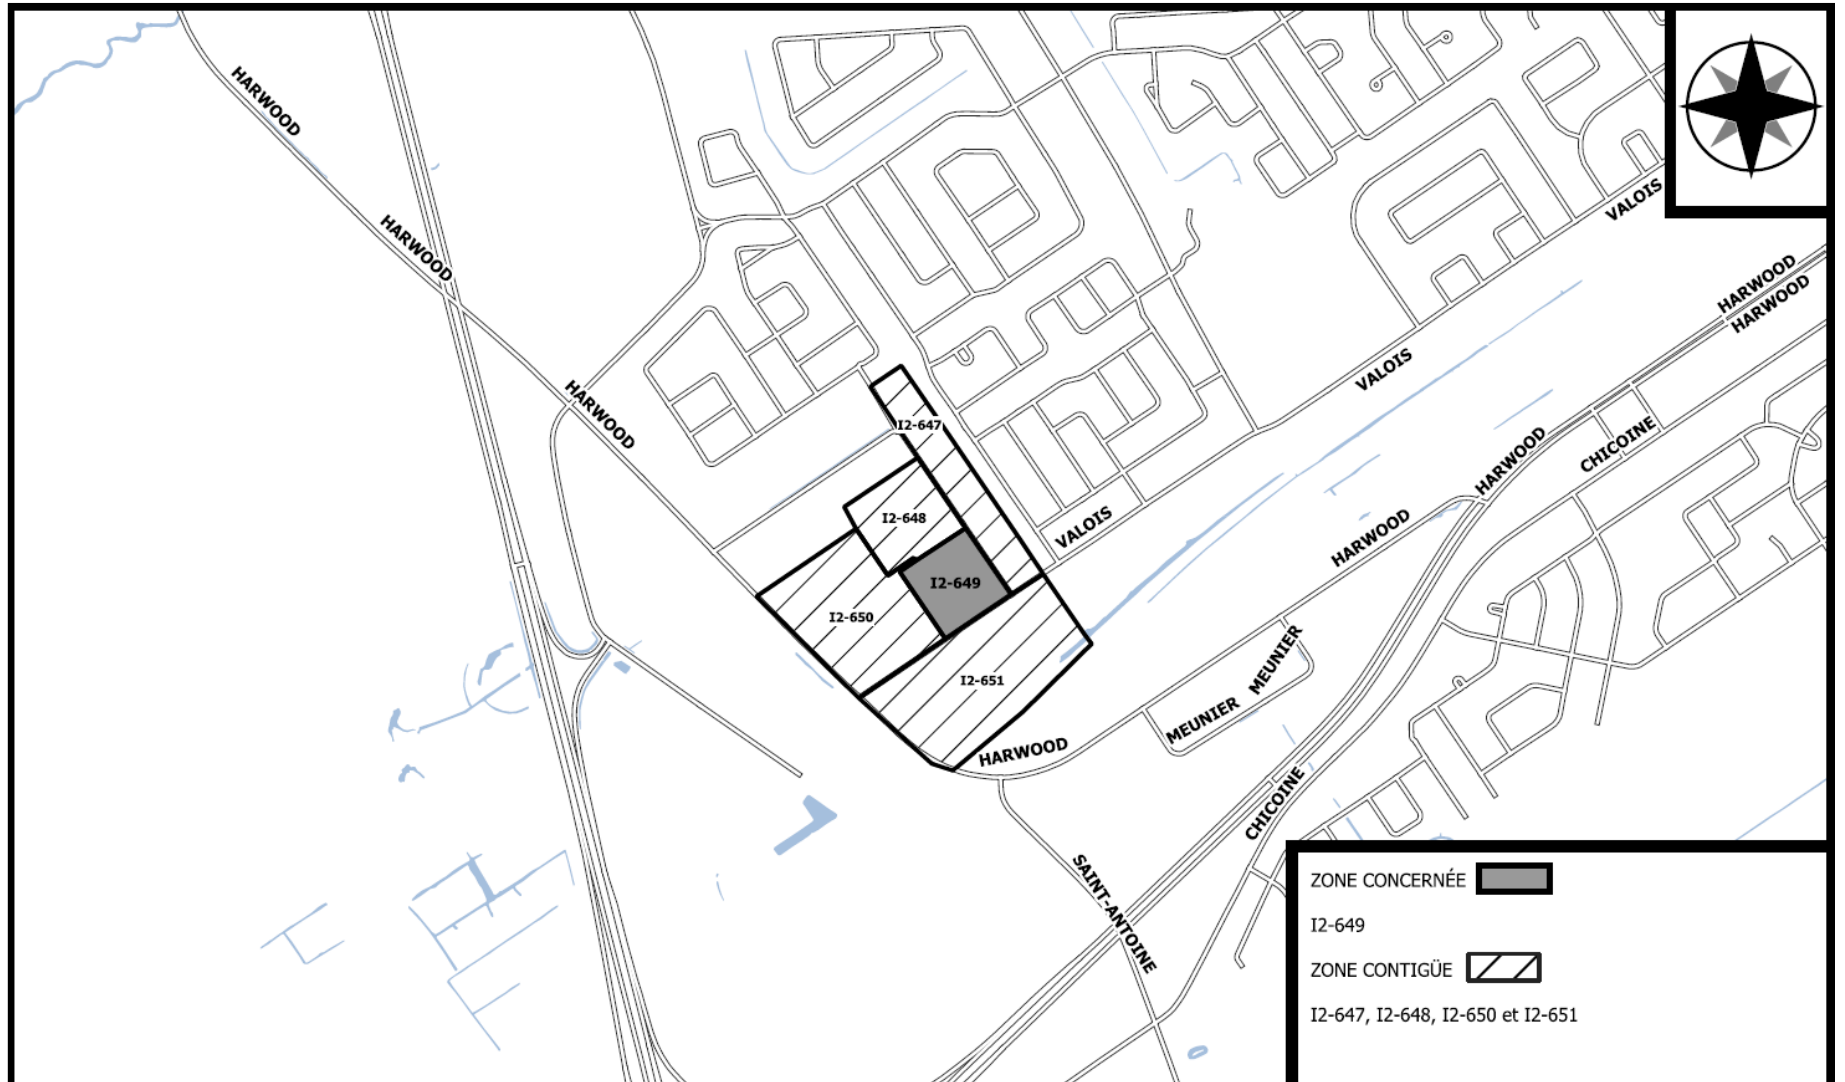 HARWOOD
HARWOOD
HARWOOD
VALOIS
HARWOOD
HARWOOD
VALOIS
I2-647
HARWOOD
CHICOINE
I2-648
VALOIS
HARWOOD
I2-649
I2-650
MEUNIER
I2-651
MEUNIER
HARWOOD
CHICOINE
SAINT-ANTOINE
ZONE CONCERNÉE
I2-649
ZONE CONTIGÜE
I2-647, I2-648, I2-650 et I2-651